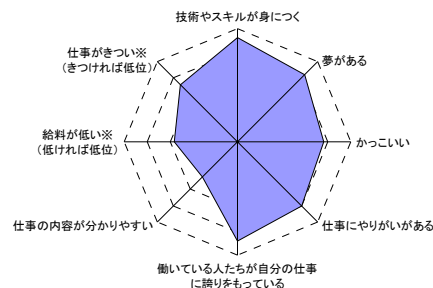 技術やスキルが身につく
仕事がきつい※
(きつければ低位)
夢がある
給料が低い※
(低ければ低位)
かっこいい
仕事の内容が分かりやすい
仕事にやりがいがある
働いている人たちが自分の仕事
に誇りをもっている